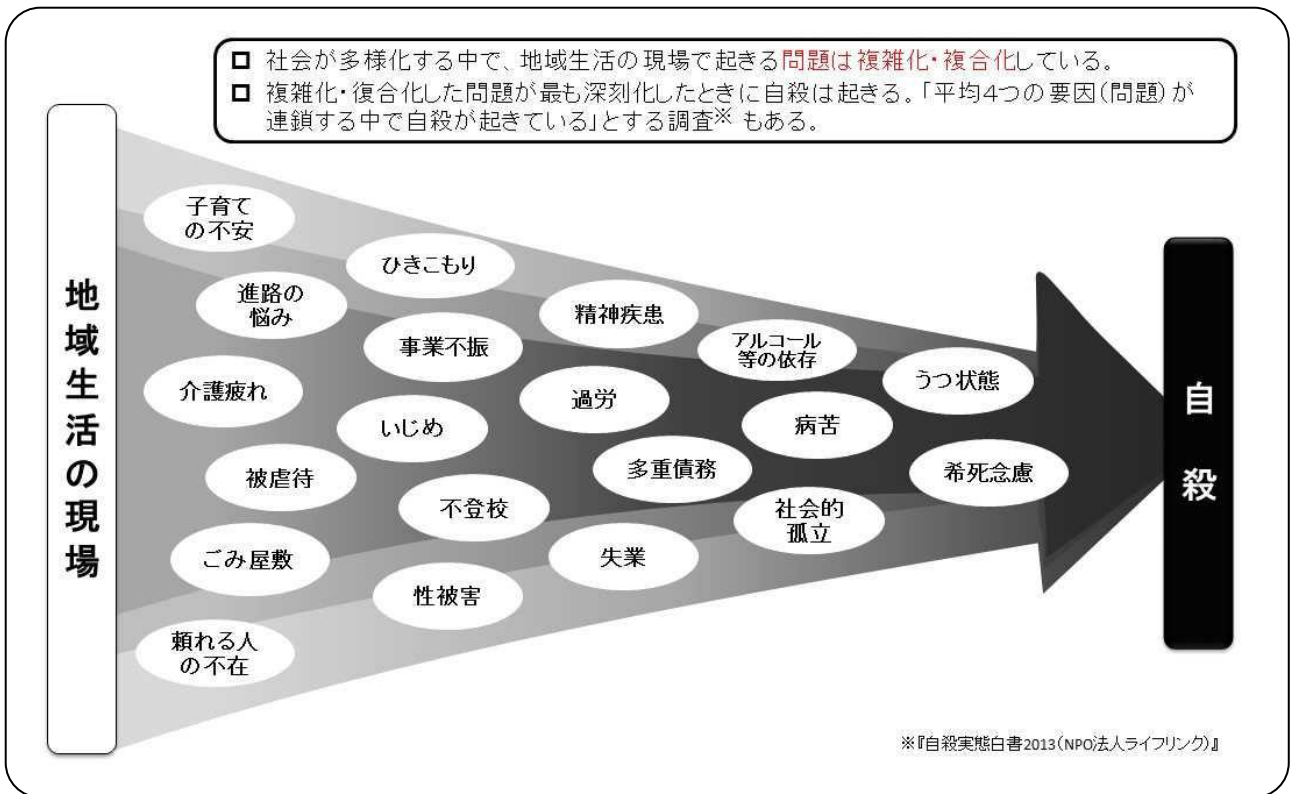 □ 社会が多様化する中で、地域生活の現場で起きる問題は複雑化・複合化している。
□ 複雑化・復合化した問題が最も深刻化したときに自殺は起きる。「平均4つの要因(問題)が
連鎖する中で自殺が起きている」とする調査※ もある。
地域生活の現場
子育て
の不安
ひきこもり
進路の
悩み
精神疾患
事業不振
アルコール
等の依存
うつ状態
介護疲れ
過労
いじめ
病苦
被虐待
多重債務
希死念慮
不登校
社会的
孤立
ごみ屋敷
失業
性被害
頼れる人
の不在
自殺
※『自殺実態白書2013(NPO法人ライフリンク)』